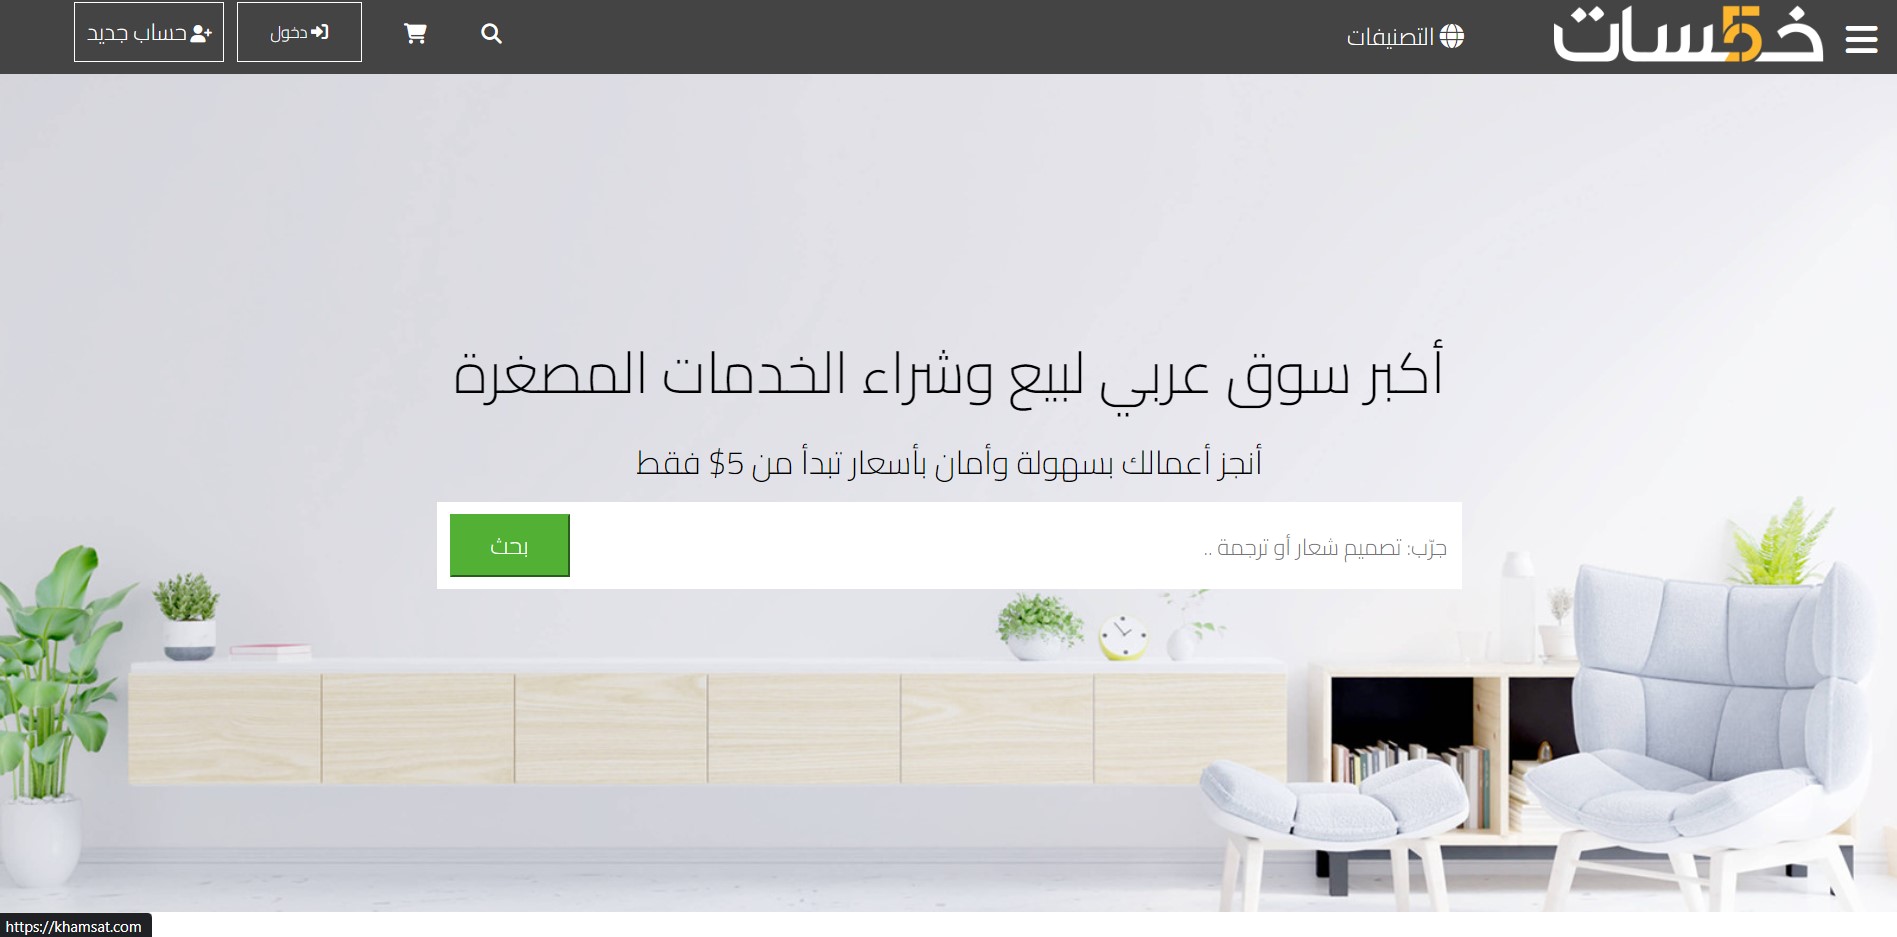 خمسات
التصنيفات
دخول
حساب جديد
أكبر سوق عربي لبيع وشراء الخدمات المصغرة
أنجز أعمالك بسهولة وأمان بأسعار تبدأ من 5$ فقط
جرّب: تصميم شعار أو ترجمة ..
بحث
https://khamsat.com